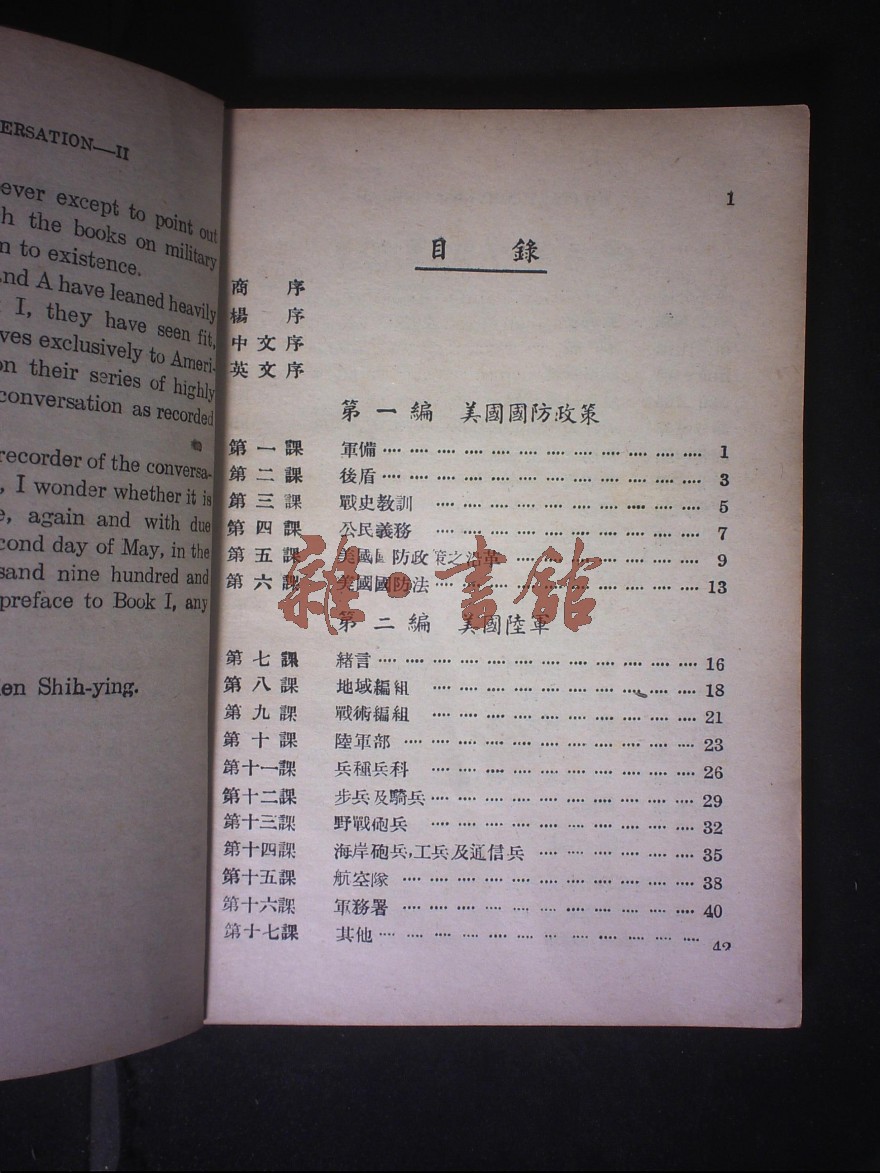 ERSATION—II
ever except to point out
h the books on military
n to existence.
nd A have leaned heavily
I, they have seen fit,
ves exclusively to Ameri-
on their series of highly
conversation as recorded
recorder of the conversa-
, I wonder whether it is
e, again and with due
cond day of May, in the
sand nine hundred and
preface to Book I, any
en Shih-ying.
1
目 錄
商 序
楊 序
中文序
英文序
第一編 美國國防政策
第一課 軍備 1
第二課 後盾 3
第三課 戰史教訓 5
第四課 公民義務 7
第五課 美國國防政策之沿革 9
第六課 美國國防法 13
雜·書館
第二編 美國陸軍
第七課 緒言 16
第八課 地域編組 18
第九課 戰術編組 21
第十課 陸軍部 23
第十一課 兵種兵科 26
第十二課 步兵及騎兵 29
第十三課 野戰砲兵 32
第十四課 海岸砲兵,工兵及通信兵 35
第十五課 航空隊 38
第十六課 軍務署 40
第十七課 其他 42